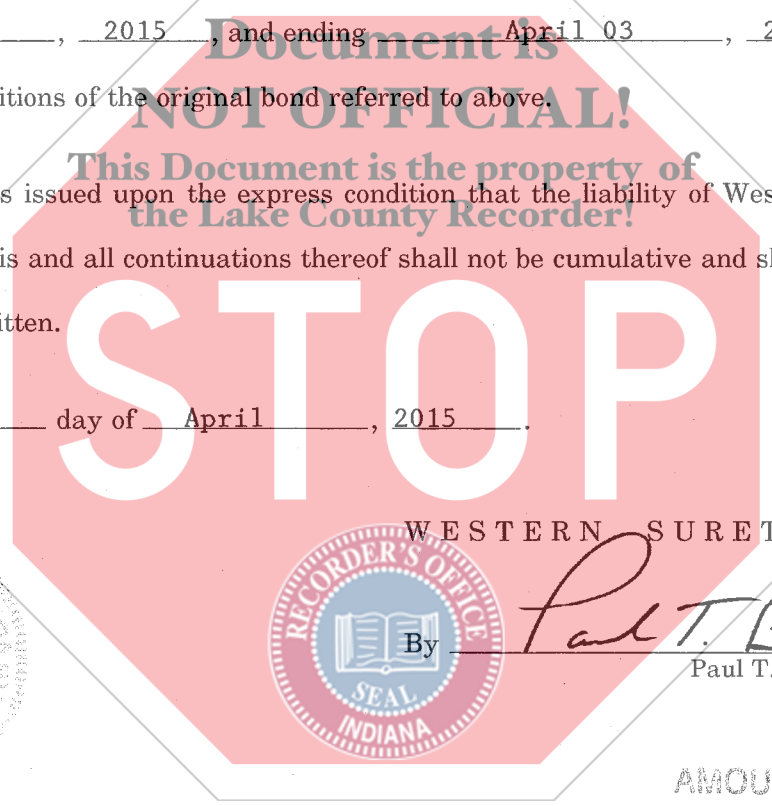 , 2015 , and ending April 03 , 2
Document is
itions of the original bond referred to above.
NOT OFFICIAL!
This Document is the property of
s issued upon the express condition that the liability of Wes
the Lake County Recorder!
is and all continuations thereof shall not be cumulative and s
itten.
STOP
day of April , 2015 .
WESTERN SURET
RECORDER'S OFFICE
SEAL
INDIANA
By Paul T.
Paul T.
AMOU